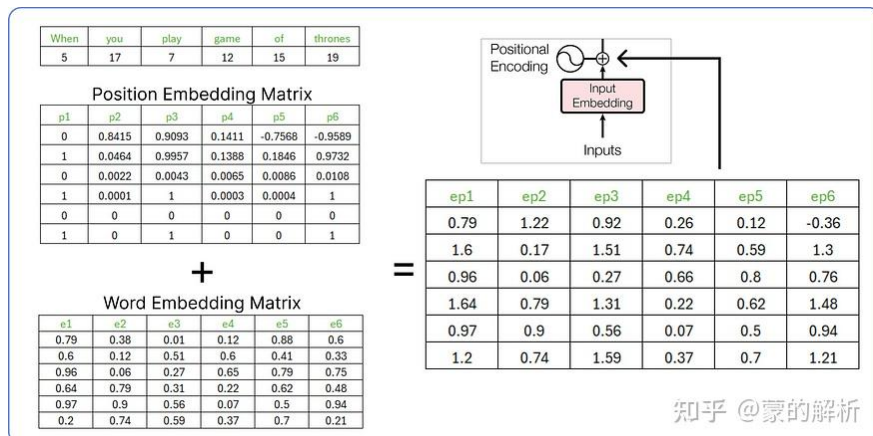 When you play game of thrones
5 17 7 12 15 19
Position Embedding Matrix
p1 p2 p3 p4 p5 p6
0 0.8415 0.9093 0.1411 -0.7568 -0.9589
1 0.0464 0.9957 0.1388 0.1846 0.9732
0 0.0022 0.0043 0.0065 0.0086 0.0108
1 0.0001 1 0.0003 0.0004 1
0 0 0 0 0 0
1 0 1 0 0 1
+
Word Embedding Matrix
e1 e2 e3 e4 e5 e6
0.79 0.38 0.01 0.12 0.88 0.6
0.6 0.12 0.51 0.6 0.41 0.33
0.96 0.06 0.27 0.65 0.79 0.75
0.64 0.79 0.31 0.22 0.62 0.48
0.97 0.9 0.56 0.07 0.5 0.94
0.2 0.74 0.59 0.37 0.7 0.21
=
Positional
Encoding
Input
Embedding
Inputs
ep1 ep2 ep3 ep4 ep5 ep6
0.79 1.22 0.92 0.26 0.12 -0.36
1.6 0.17 1.51 0.74 0.59 1.3
0.96 0.06 0.27 0.66 0.8 0.76
1.64 0.79 1.31 0.22 0.62 1.48
0.97 0.9 0.56 0.07 0.5 0.94
1.2 0.74 1.59 0.37 0.7 1.21
知乎 @蒙的解析